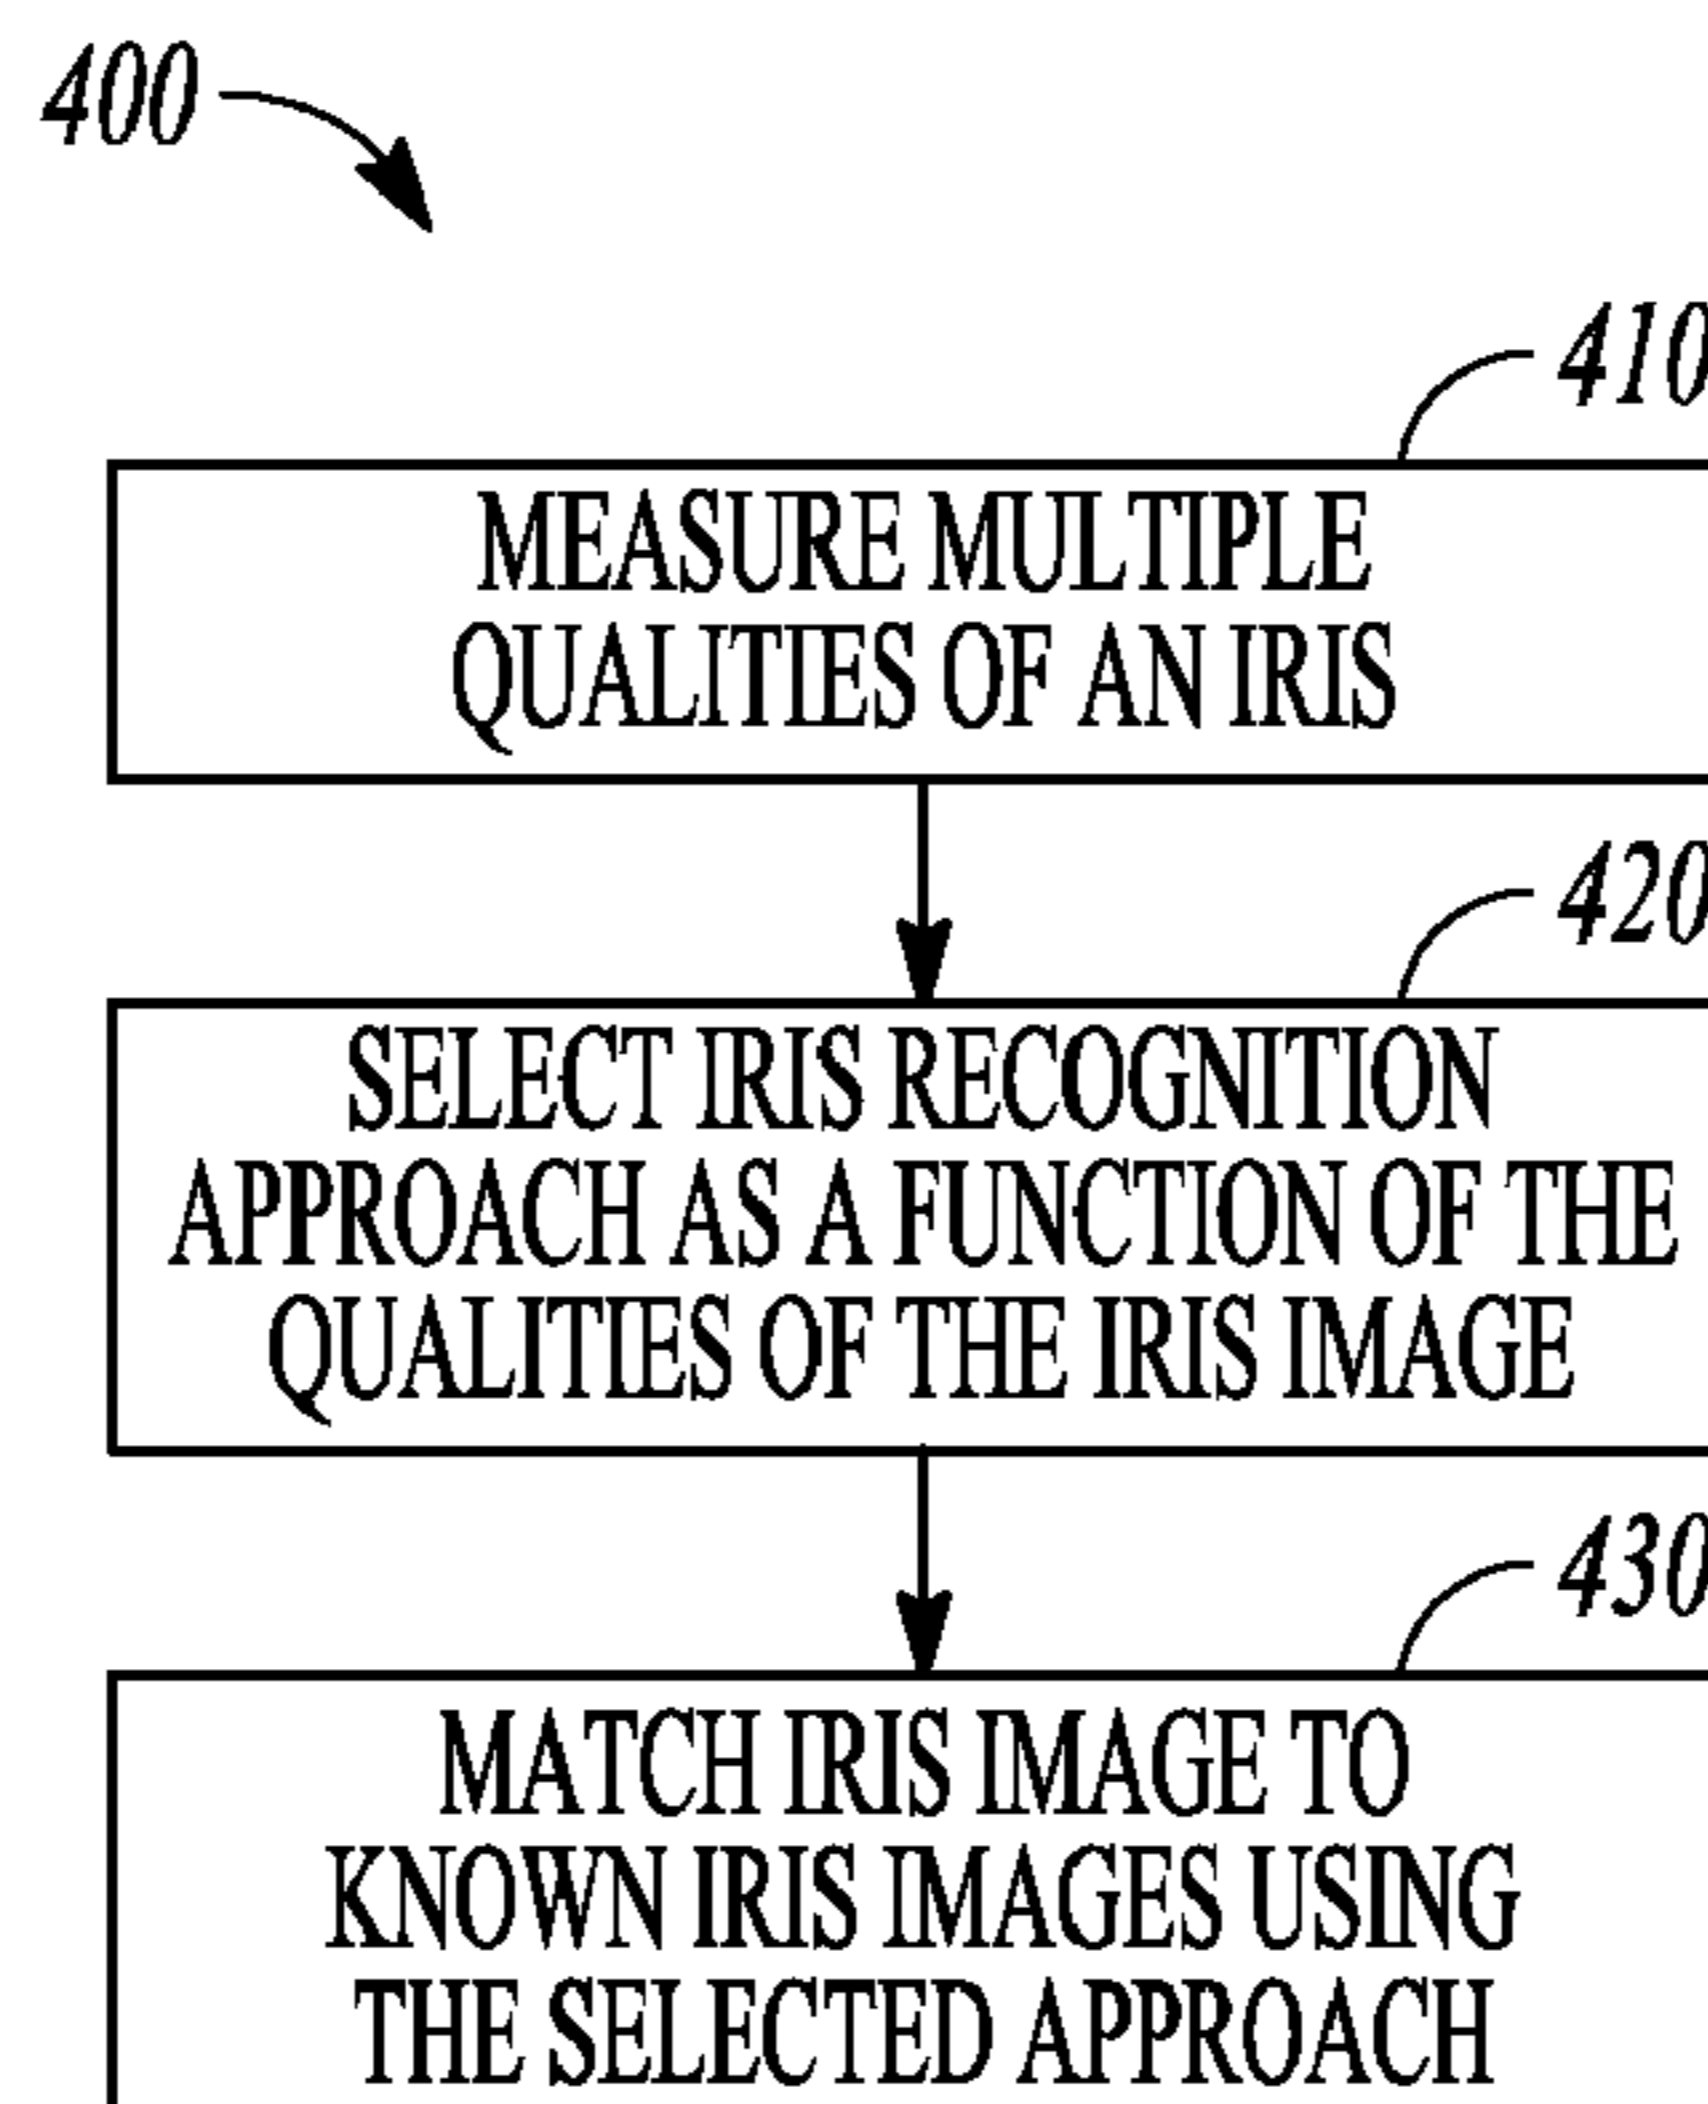 400
410
MEASURE MULTIPLE
QUALITIES OF AN IRIS
420
SELECT IRIS RECOGNITION
APPROACH AS A FUNCTION OF THE
QUALITIES OF THE IRIS IMAGE
430
MATCH IRIS IMAGE TO
KNOWN IRIS IMAGES USING
THE SELECTED APPROACH